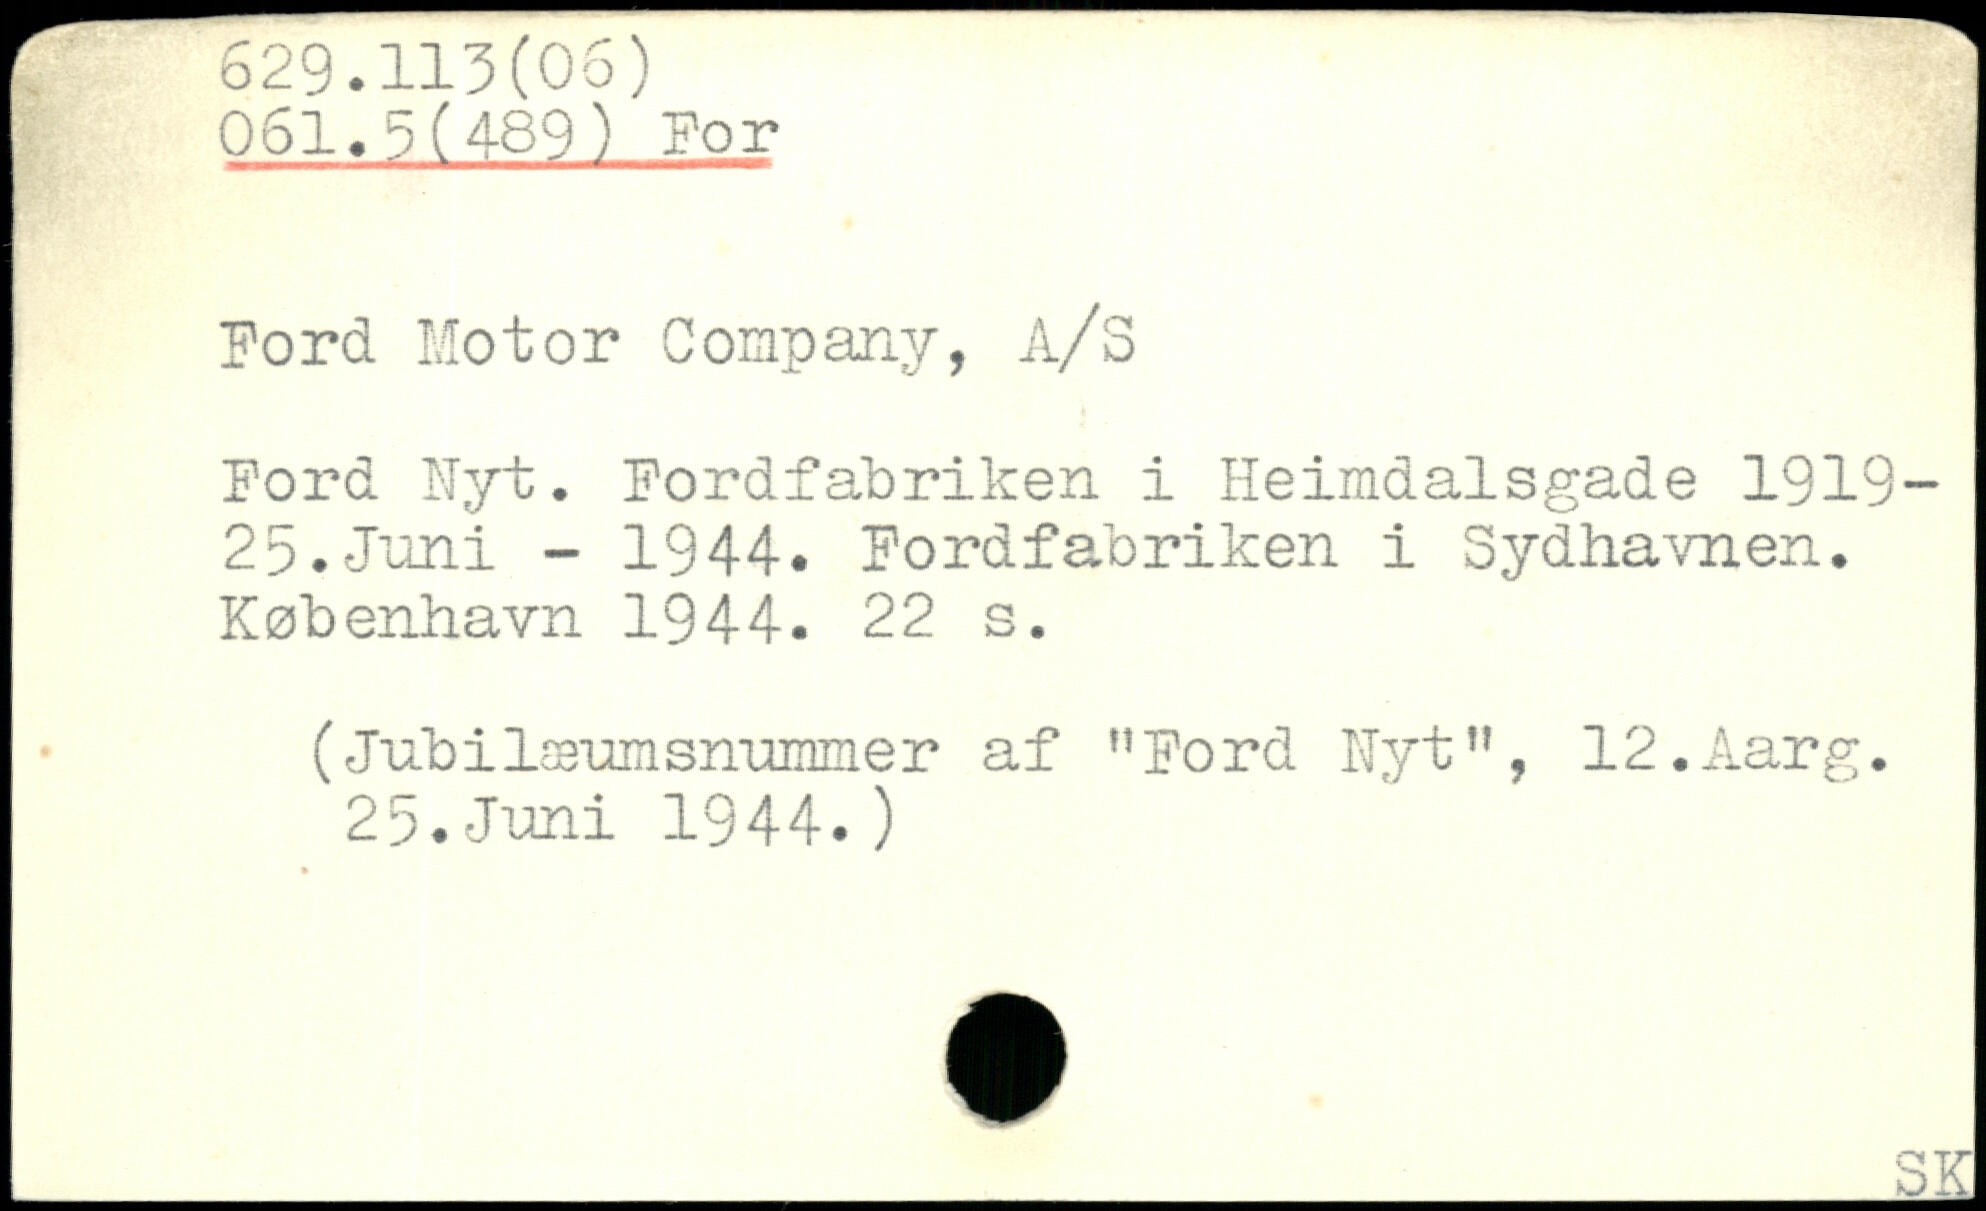 629.113(06)
061.5(489) For
Ford Motor Company, A/S
Ford Nyt. Fordfabriken i Heimdalsgade 1919-
25.Juni - 1944. Fordfabriken i Sydhavnen.
København 1944. 22 s.
(Jubilæumsnummer af "Ford Nyt", 12.Aarg.
25.Juni 1944.)
SK